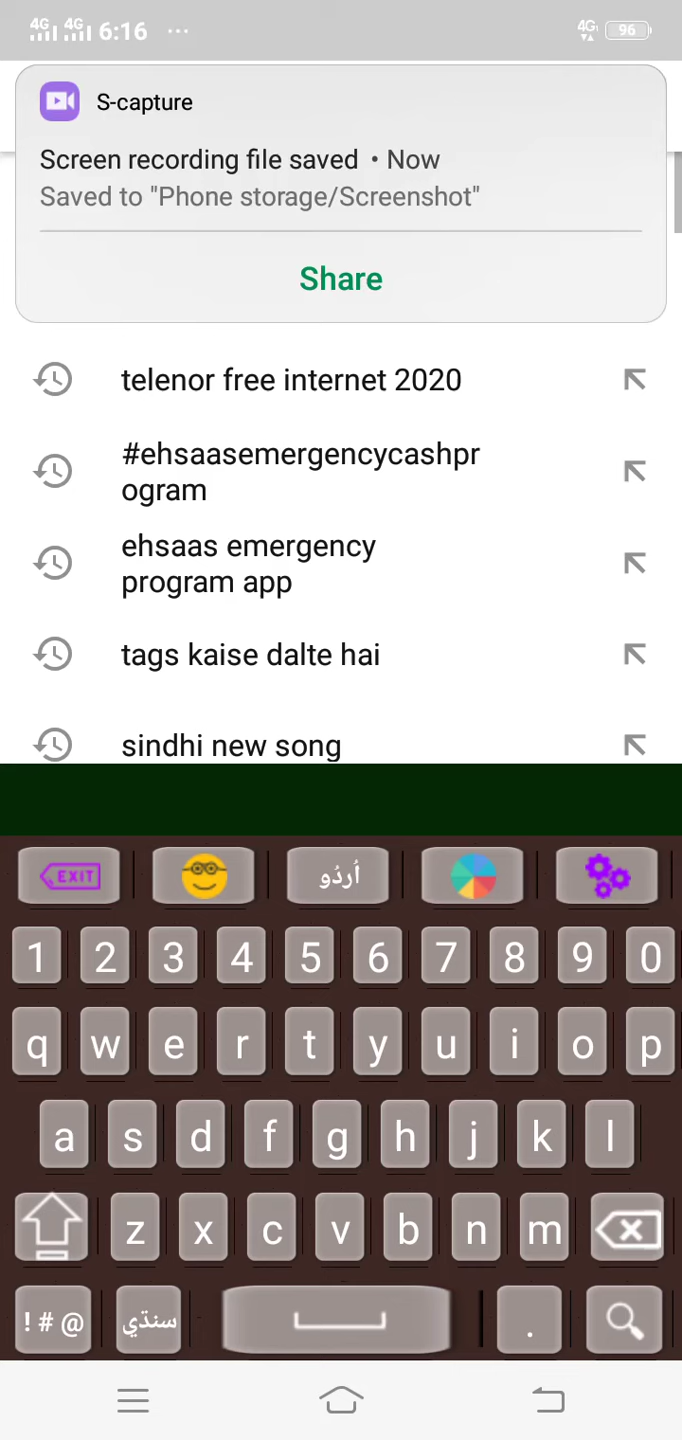 4G 4G 6:16 ... 4G 96
S-capture
Screen recording file saved • Now
Saved to "Phone storage/Screenshot"
Share
telenor free internet 2020
#ehsaasemergencycashpr
ogram
ehsaas emergency
program app
tags kaise dalte hai
sindhi new song
EXIT اُردُو
1 2 3 4 5 6 7 8 9 0
q w e r t y u i o p
a s d f g h j k l
z x c v b n m
! # @ سنڌي .